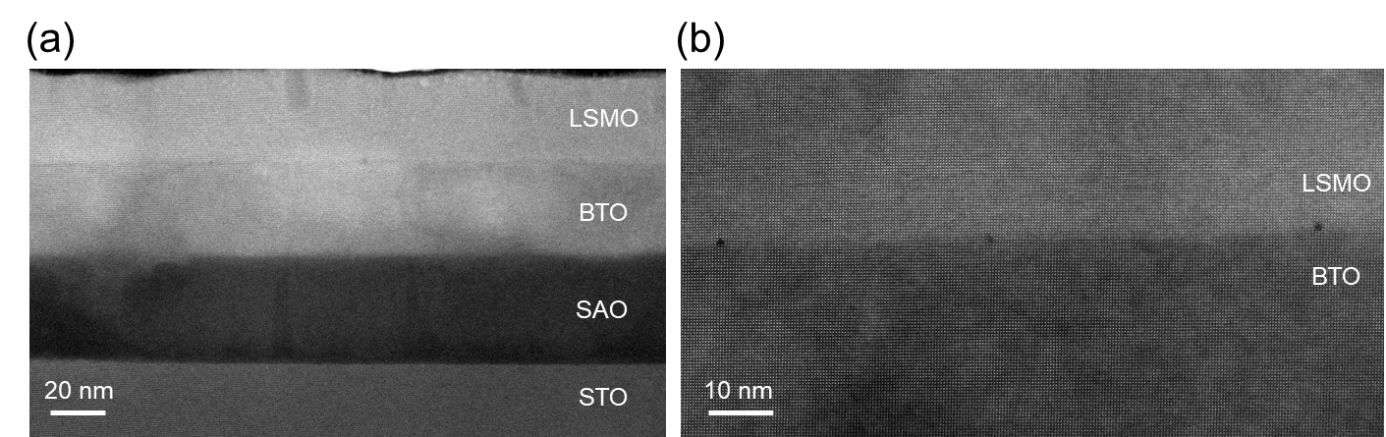 (a)
(b)
LSMO
BTO
SAO
STO
20 nm
LSMO
BTO
10 nm